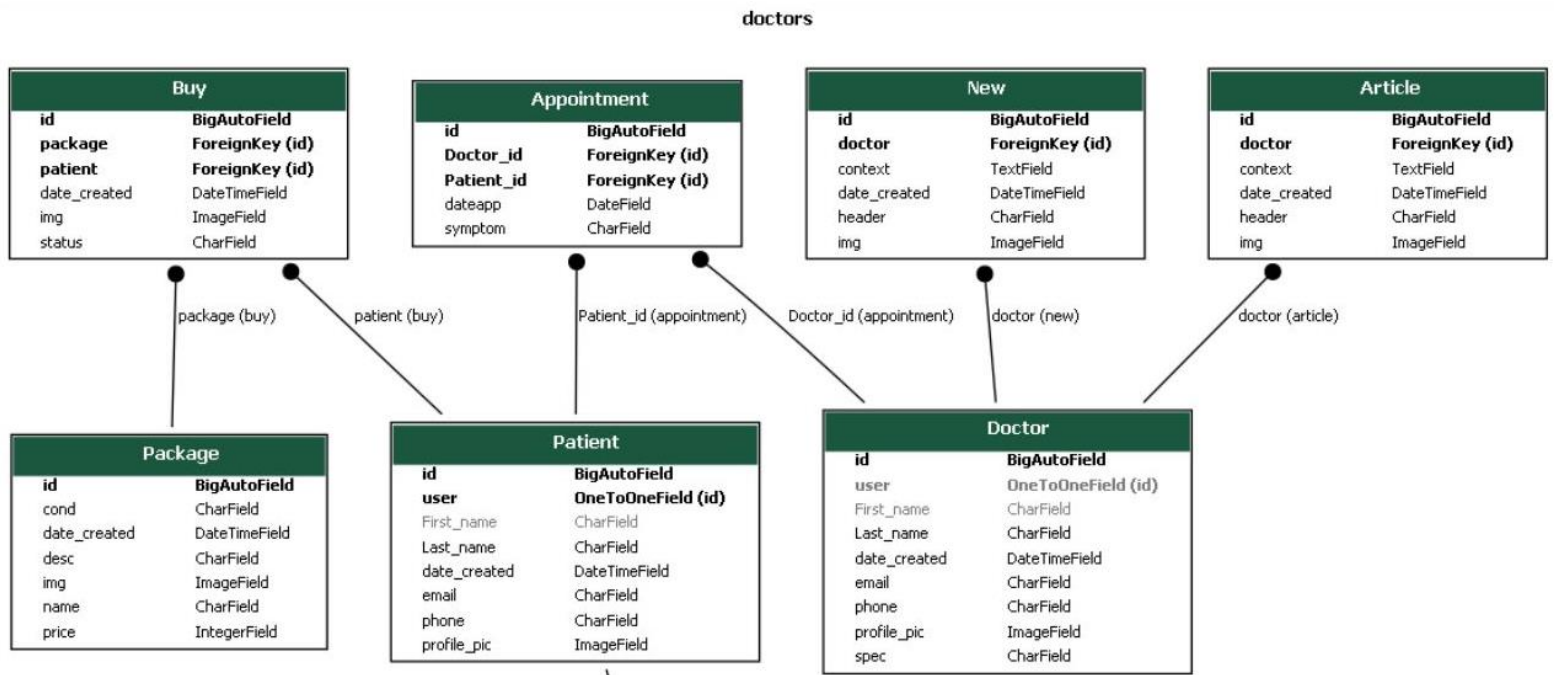 doctors
Buy
id BigAutoField
package ForeignKey (id)
patient ForeignKey (id)
date_created DateTimeField
img ImageField
status CharField
Appointment
id BigAutoField
Doctor_id ForeignKey (id)
Patient_id ForeignKey (id)
dateapp DateField
symptom CharField
New
id BigAutoField
doctor ForeignKey (id)
context TextField
date_created DateTimeField
header CharField
img ImageField
Article
id BigAutoField
doctor ForeignKey (id)
context TextField
date_created DateTimeField
header CharField
img ImageField
package (buy)
patient (buy)
Patient_id (appointment)
Doctor_id (appointment)
doctor (new)
doctor (article)
Package
id BigAutoField
cond CharField
date_created DateTimeField
desc CharField
img ImageField
name CharField
price IntegerField
Patient
id BigAutoField
user OneToOneField (id)
First_name CharField
Last_name CharField
date_created DateTimeField
email CharField
phone CharField
profile_pic ImageField
Doctor
id BigAutoField
user OneToOneField (id)
First_name CharField
Last_name CharField
date_created DateTimeField
email CharField
phone CharField
profile_pic ImageField
spec CharField